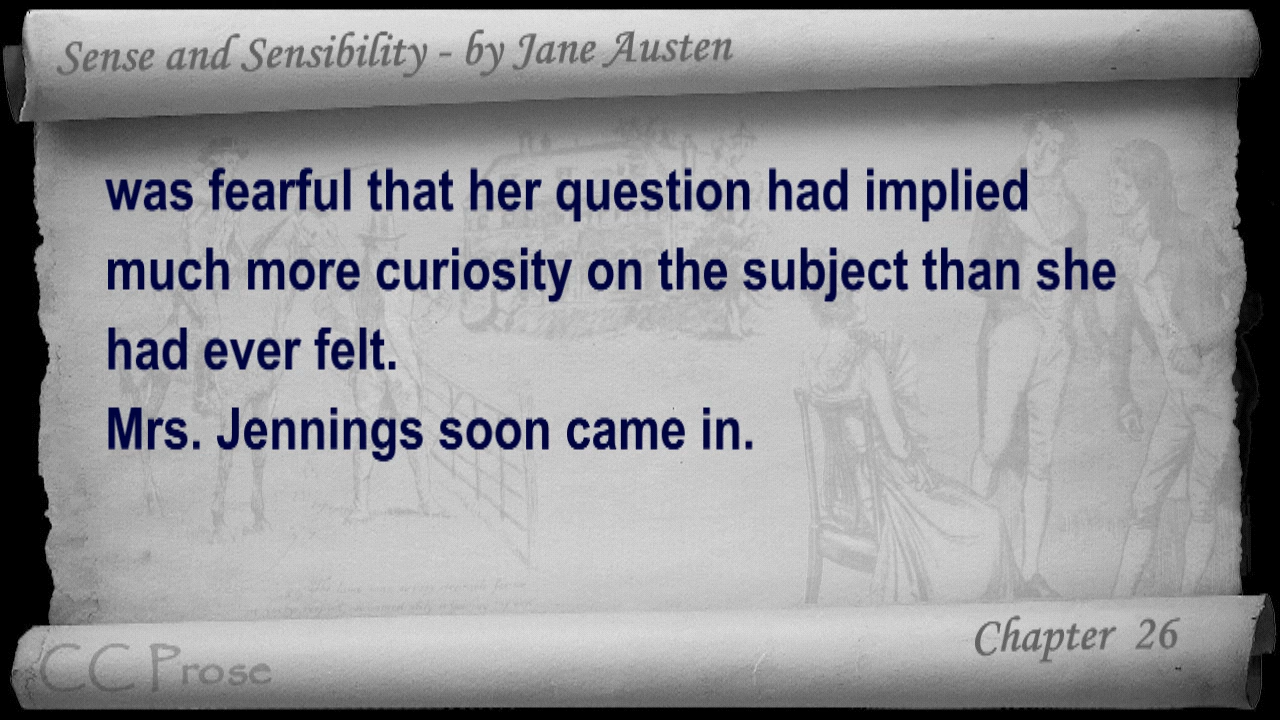 Sense and Sensibility - by Jane Austen
was fearful that her question had implied
much more curiosity on the subject than she
had ever felt.
Mrs. Jennings soon came in.
Chapter 26
CC Prose